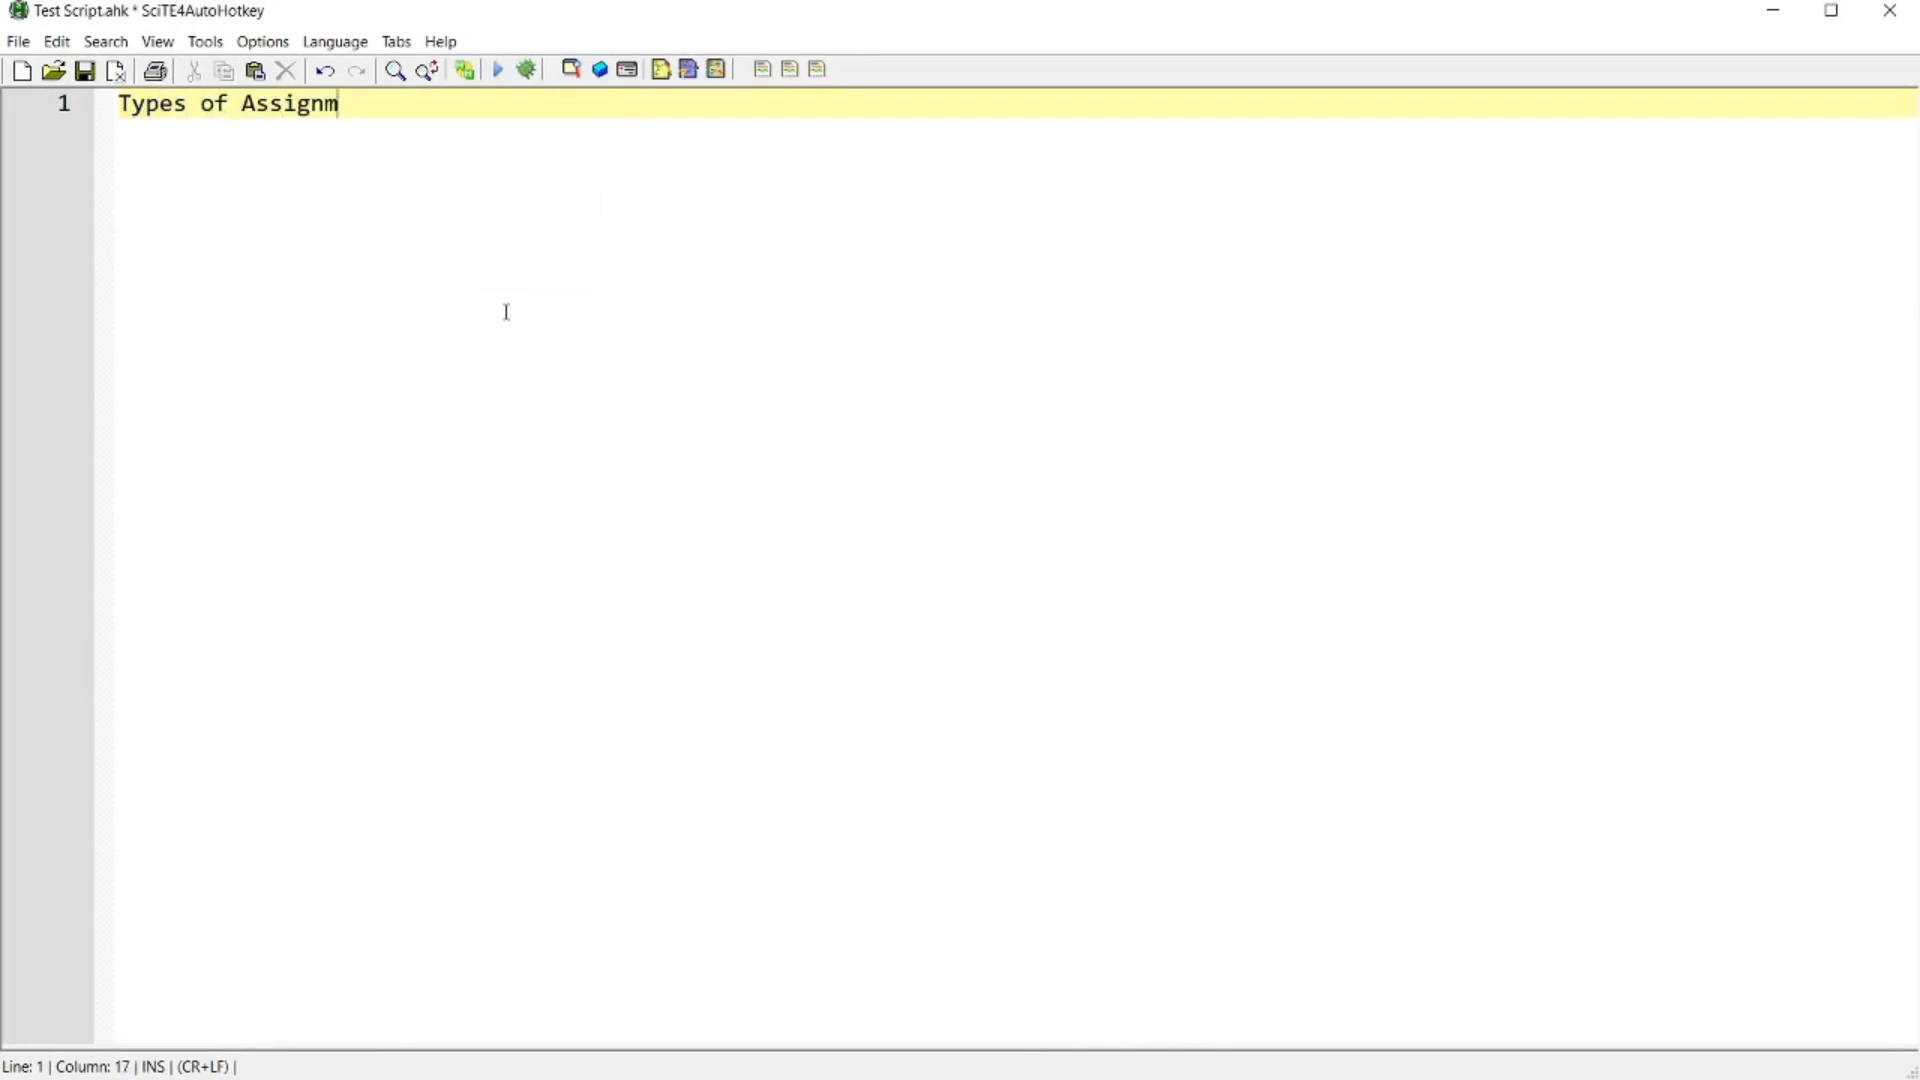 Test Script.ahk * SciTE4AutoHotkey
File Edit Search View Tools Options Language Tabs Help
1 Types of Assignm
Line: 1 | Column: 17 | INS | (CR+LF) |